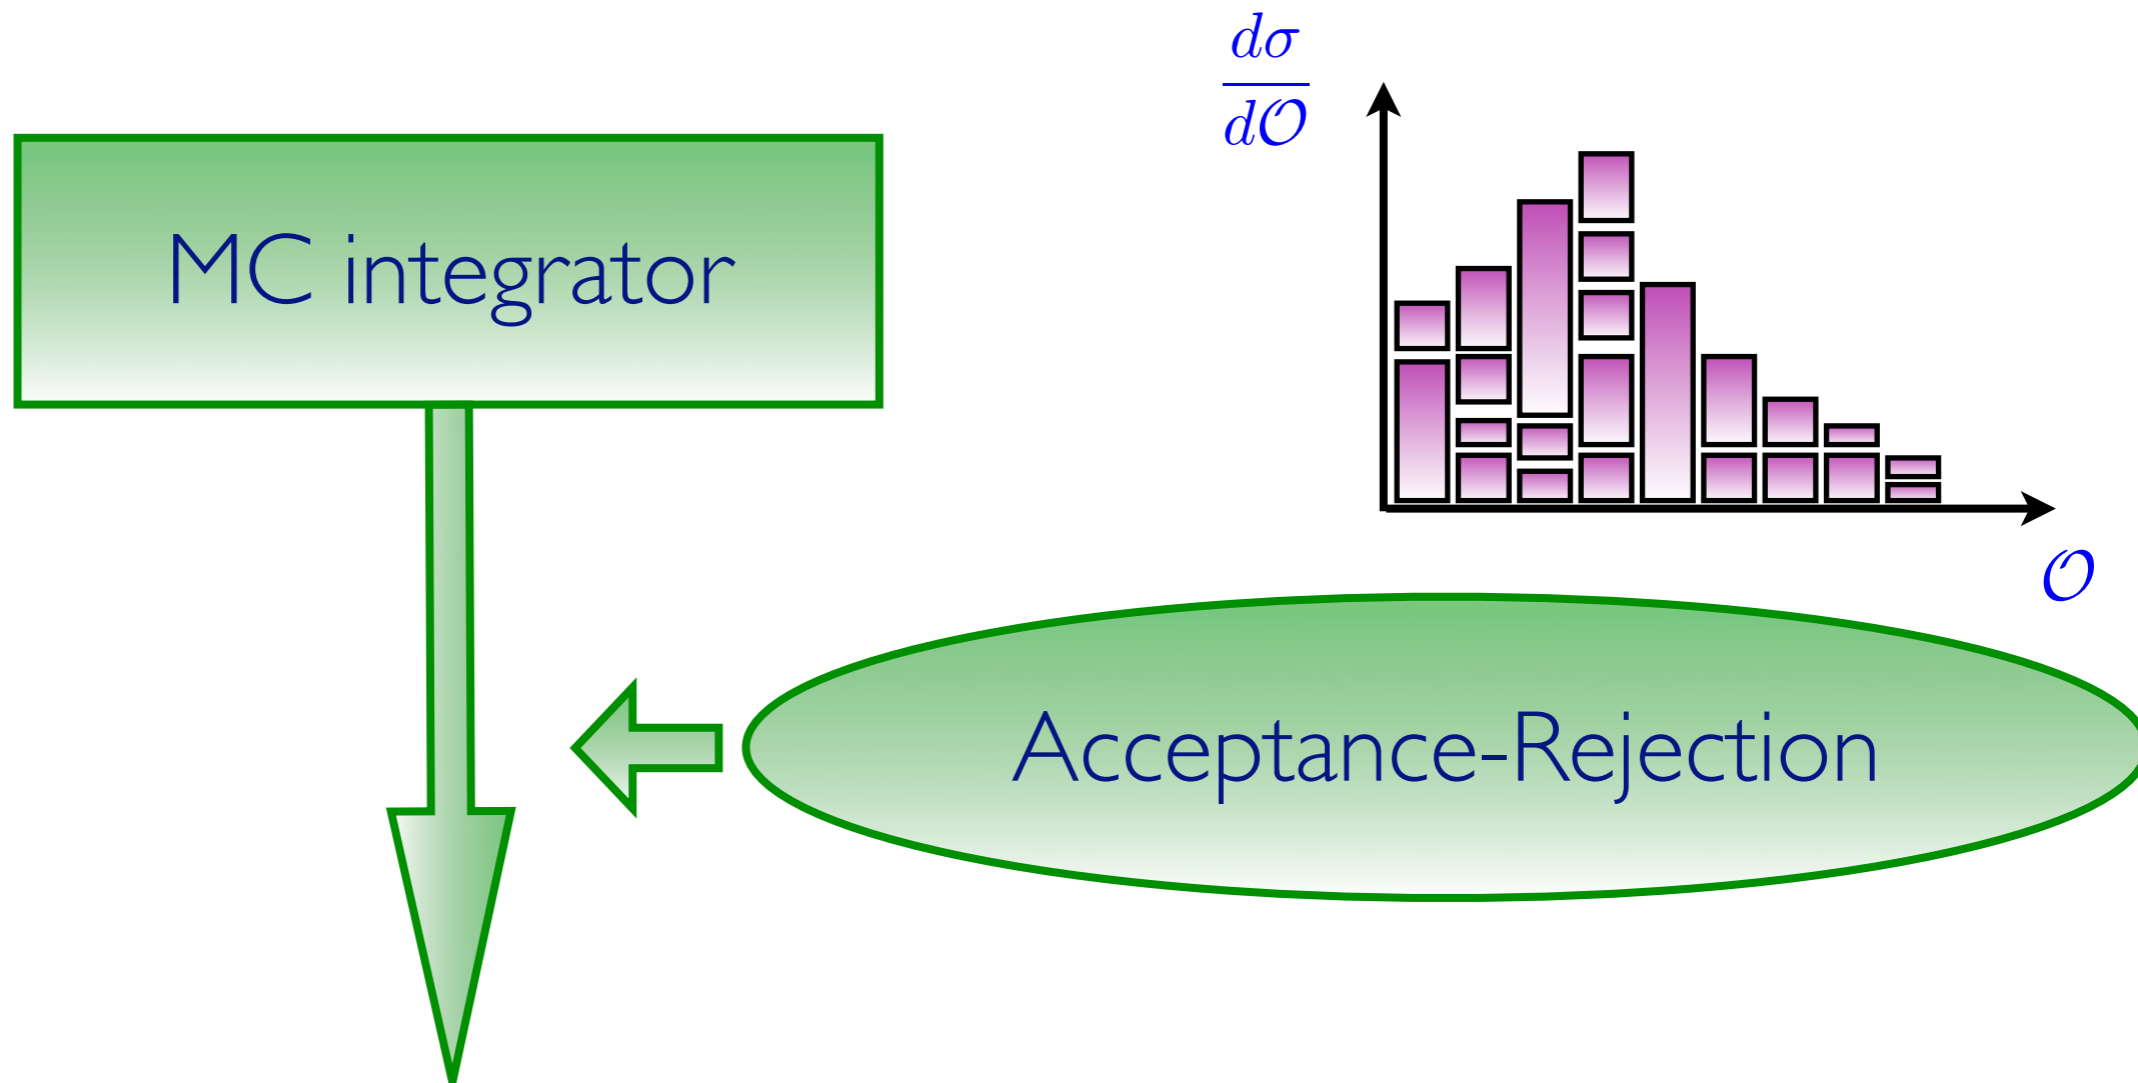 dσ
d𝒪
MC integrator
𝒪
Acceptance-Rejection